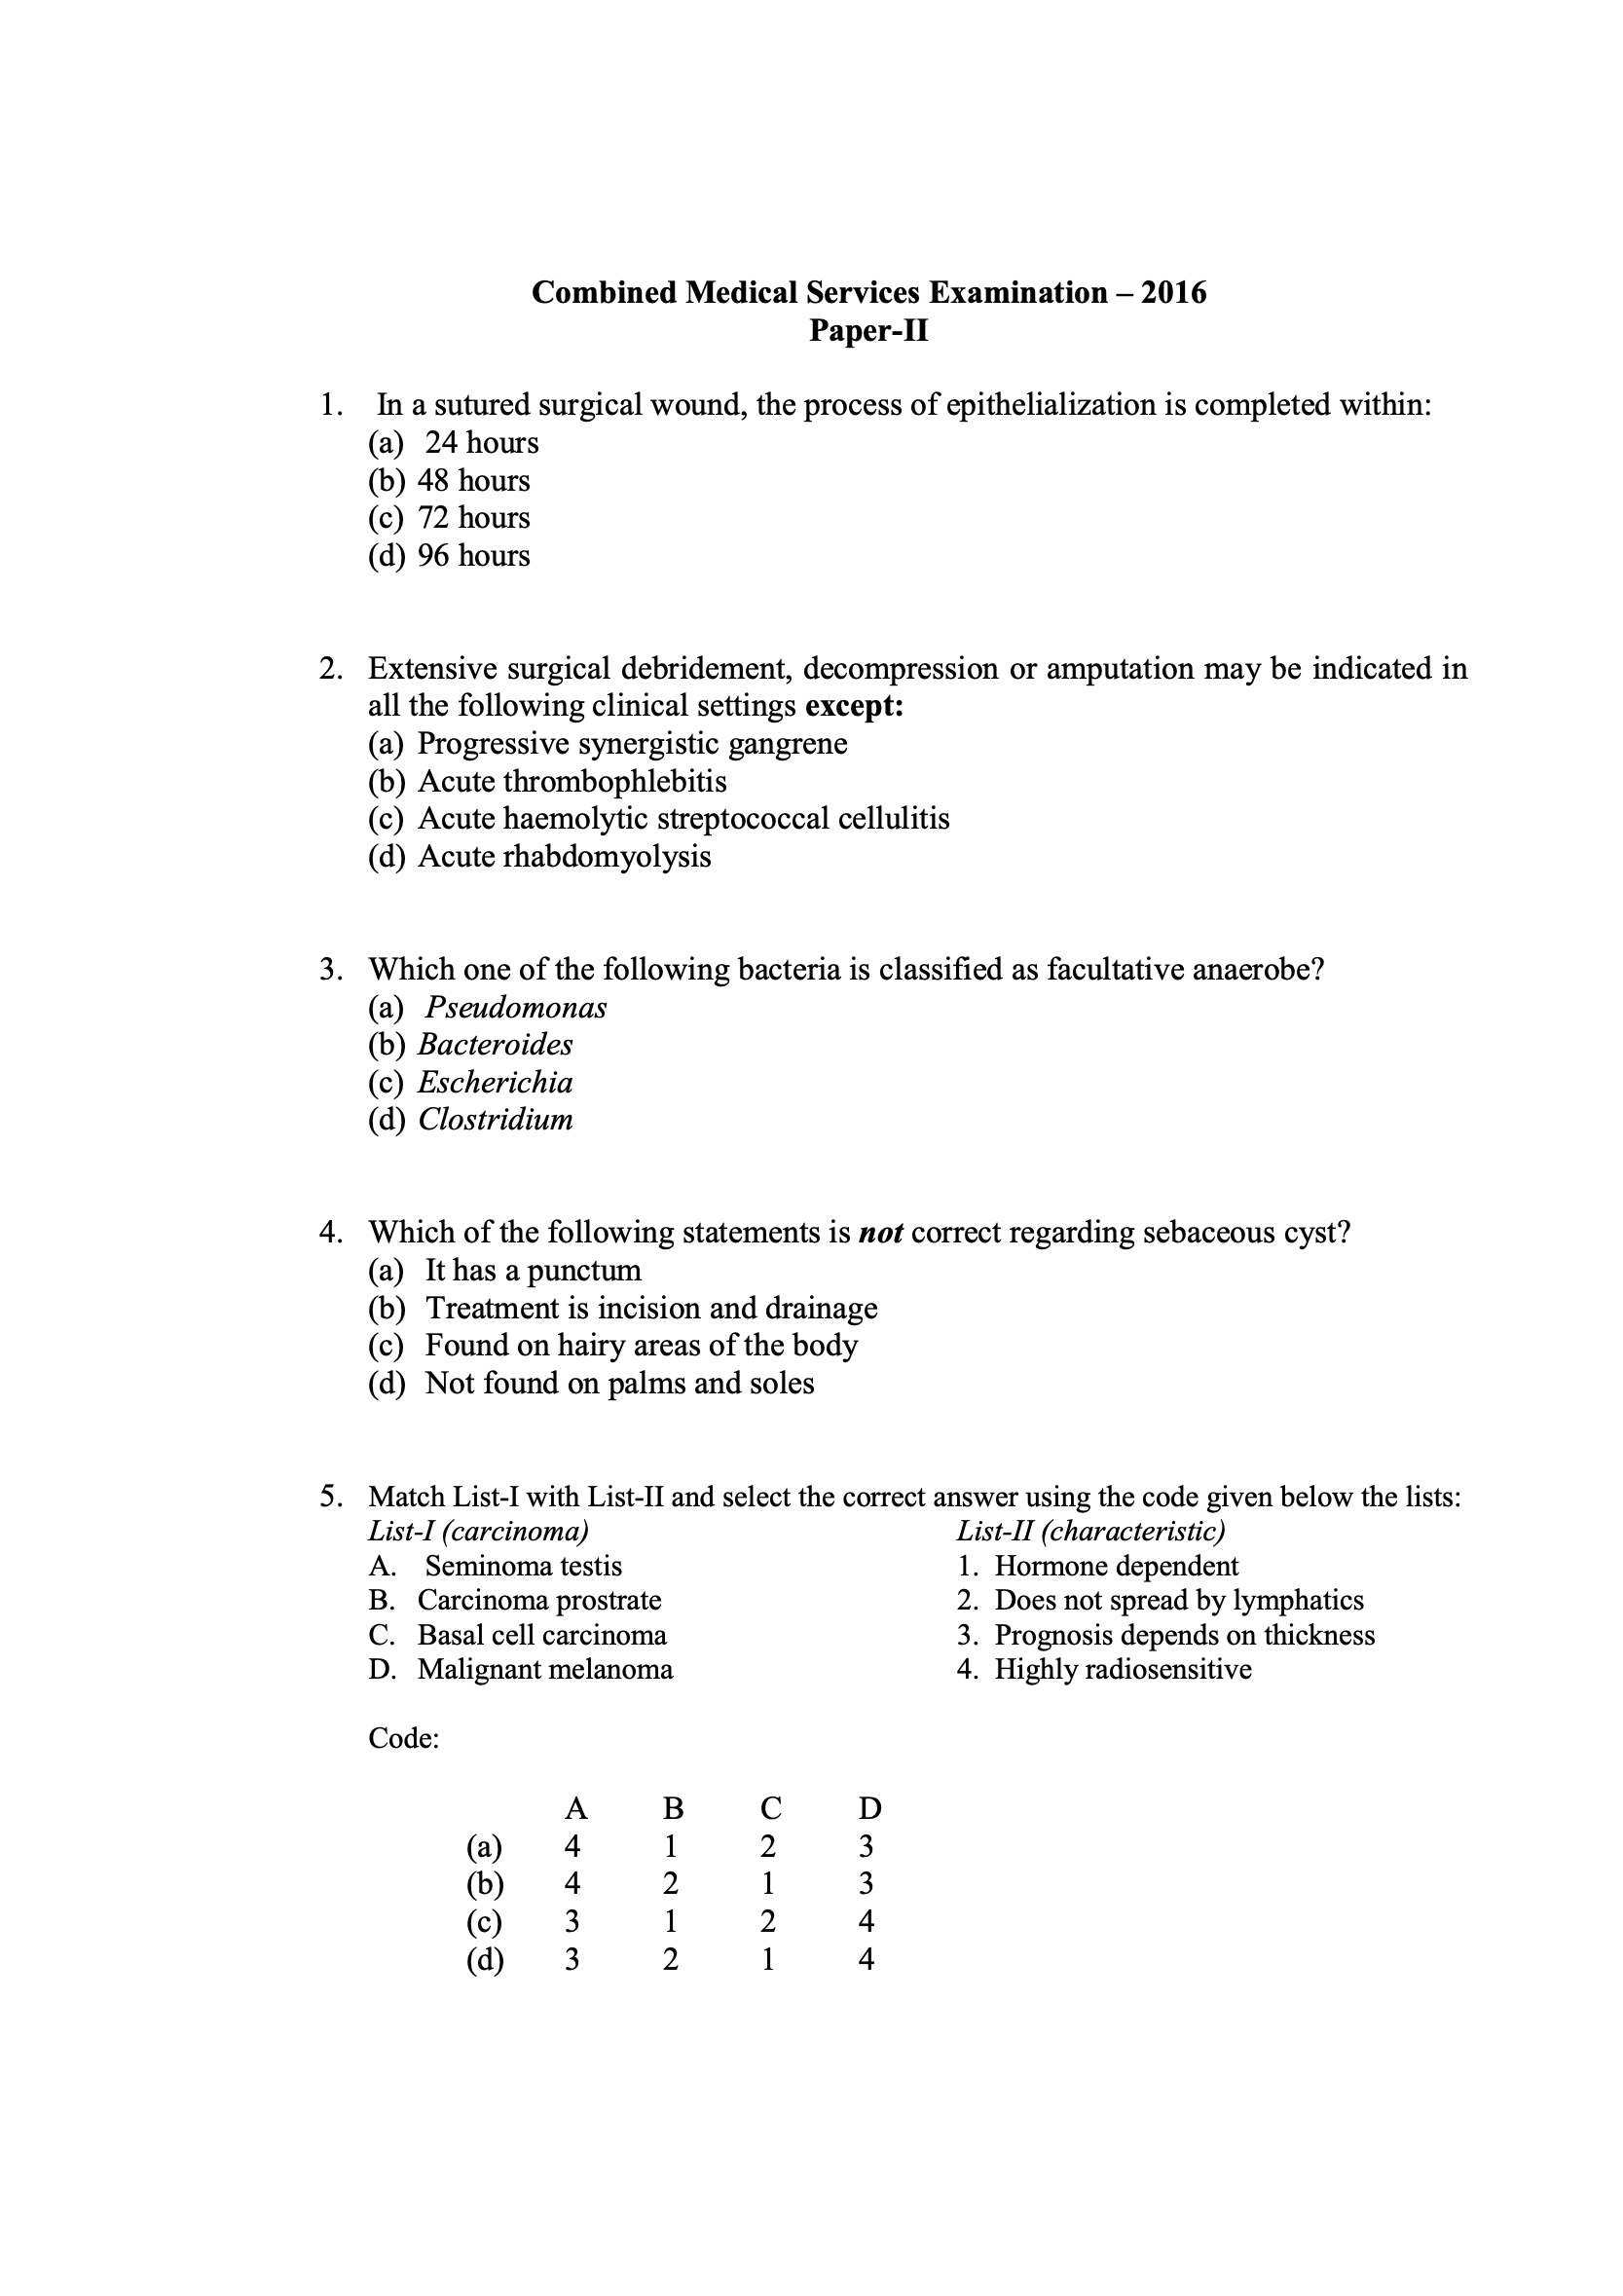 Combined Medical Services Examination – 2016
Paper-II
1. In a sutured surgical wound, the process of epithelialization is completed within:
(a) 24 hours
(b) 48 hours
(c) 72 hours
(d) 96 hours
2. Extensive surgical debridement, decompression or amputation may be indicated in
all the following clinical settings except:
(a) Progressive synergistic gangrene
(b) Acute thrombophlebitis
(c) Acute haemolytic streptococcal cellulitis
(d) Acute rhabdomyolysis
3. Which one of the following bacteria is classified as facultative anaerobe?
(a) Pseudomonas
(b) Bacteroides
(c) Escherichia
(d) Clostridium
4. Which of the following statements is not correct regarding sebaceous cyst?
(a) It has a punctum
(b) Treatment is incision and drainage
(c) Found on hairy areas of the body
(d) Not found on palms and soles
5. Match List-I with List-II and select the correct answer using the code given below the lists:
List-I (carcinoma) List-II (characteristic)
A. Seminoma testis 1. Hormone dependent
B. Carcinoma prostrate 2. Does not spread by lymphatics
C. Basal cell carcinoma 3. Prognosis depends on thickness
D. Malignant melanoma 4. Highly radiosensitive
Code:
A B C D
(a) 4 1 2 3
(b) 4 2 1 3
(c) 3 1 2 4
(d) 3 2 1 4